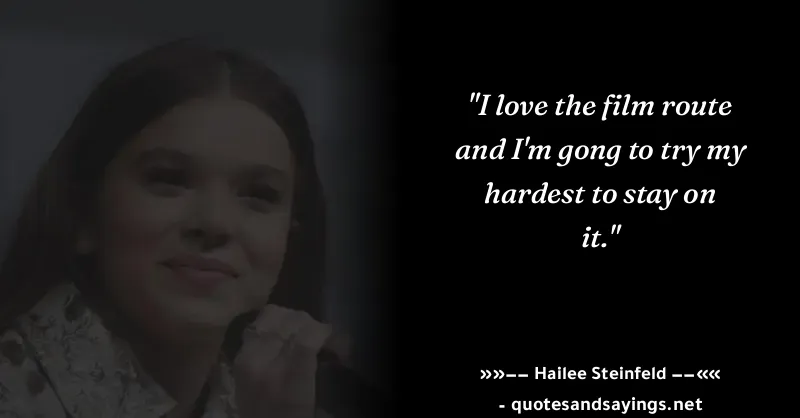 "I love the film route
and I'm gong to try my
hardest to stay on
it."
»»−− Hailee Steinfeld −−««
- quotesandsayings.net